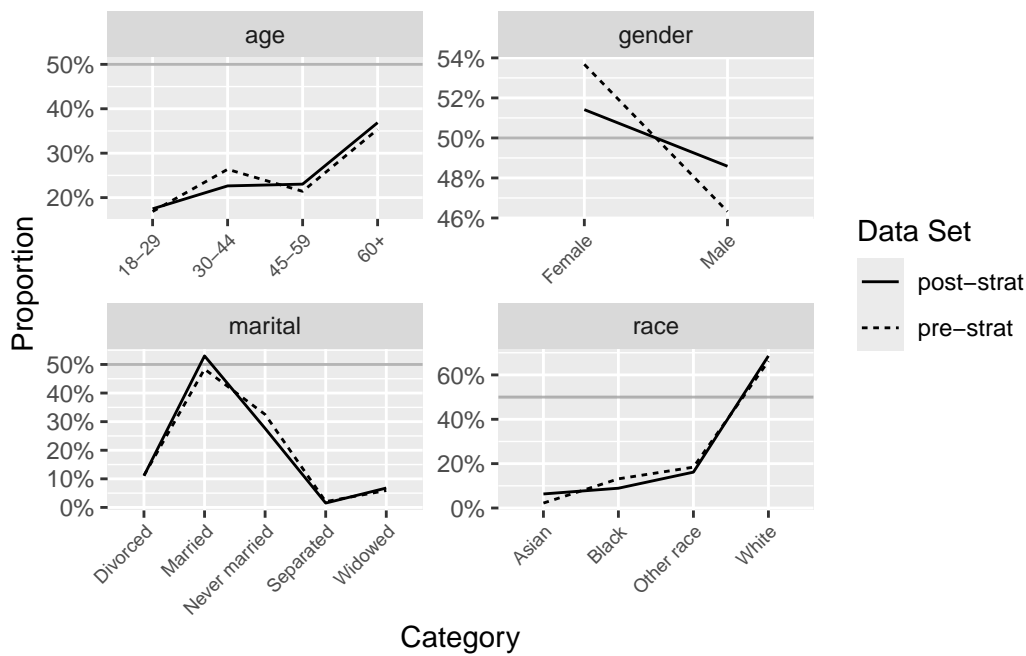 age
50%
40%
30%
20%
18−29
30−44
45−59
60+
gender
54%
52%
50%
48%
46%
Female
Male
marital
50%
40%
30%
20%
10%
0%
Divorced
Married
Never married
Separated
Widowed
race
60%
40%
20%
0%
Asian
Black
Other race
White
Proportion
Category
Data Set
post−strat
pre−strat